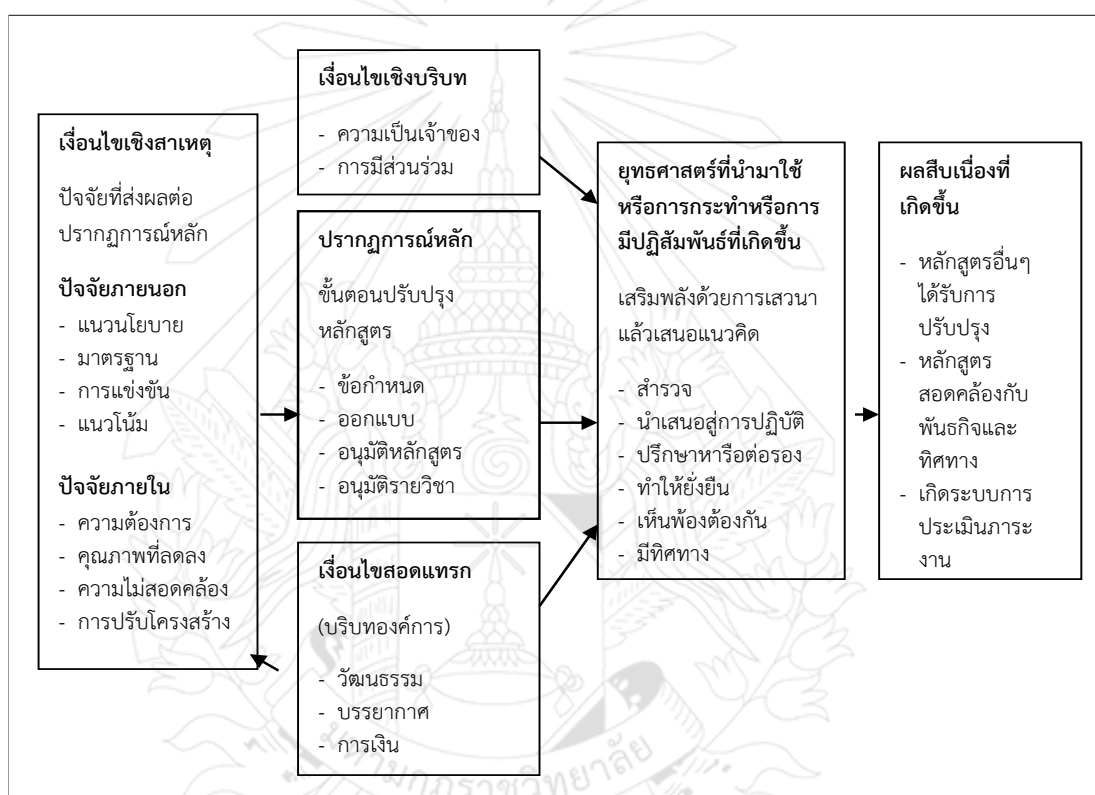 เงื่อนไขเชิงสาเหตุ
ปัจจัยที่ส่งผลต่อ
ปรากฏการณ์หลัก
ปัจจัยภายนอก
- แนวนโยบาย
- มาตรฐาน
- การแข่งขัน
- แนวโน้ม
ปัจจัยภายใน
- ความต้องการ
- คุณภาพที่ลดลง
- ความไม่สอดคล้อง
- การปรับโครงสร้าง
เงื่อนไขเชิงบริบท
- ความเป็นเจ้าของ
- การมีส่วนร่วม
ปรากฏการณ์หลัก
ขั้นตอนปรับปรุง
หลักสูตร
- ข้อกำหนด
- ออกแบบ
- อนุมัติหลักสูตร
- อนุมัติรายวิชา
เงื่อนไขสอดแทรก
(บริบทองค์การ)
- วัฒนธรรม
- บรรยากาศ
- การเงิน
ยุทธศาสตร์ที่นำมาใช้
หรือการกระทำหรือการ
มีปฏิสัมพันธ์ที่เกิดขึ้น
เสริมพลังด้วยการเสวนา
แล้วเสนอแนวคิด
- สำรวจ
- นำเสนอสู่การปฏิบัติ
- ปรึกษาหารือต่อรอง
- ทำให้ยั่งยืน
- เห็นพ้องต้องกัน
- มีทิศทาง
ผลสืบเนื่องที่
เกิดขึ้น
- หลักสูตรอื่นๆ
ได้รับการ
ปรับปรุง
- หลักสูตร
สอดคล้องกับ
พันธกิจและ
ทิศทาง
- เกิดระบบการ
ประเมินภาระ
งาน
มหามกุฏราชวิทยาลัย